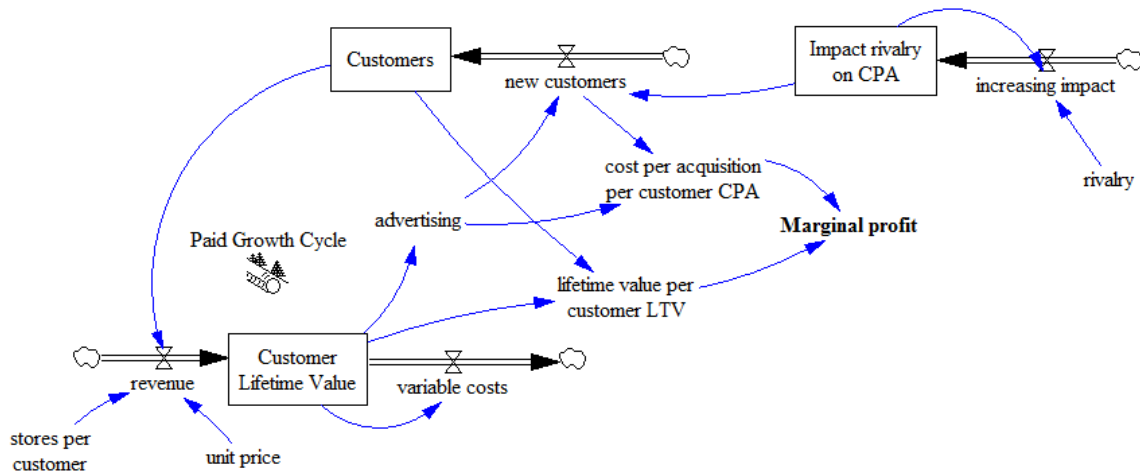 Customers
new customers
Impact rivalry
on CPA
increasing impact
rivalry
cost per acquisition
per customer CPA
advertising
Marginal profit
Paid Growth Cycle
lifetime value per
customer LTV
Customer
Lifetime Value
revenue
variable costs
stores per
customer
unit price